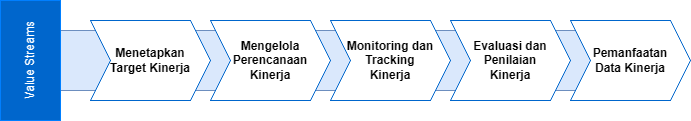 Value Streams
Menetapkan
Target Kinerja
Mengelola
Perencanaan
Kinerja
Monitoring dan
Tracking
Kinerja
Evaluasi dan
Penilaian
Kinerja
Pemanfaatan
Data Kinerja